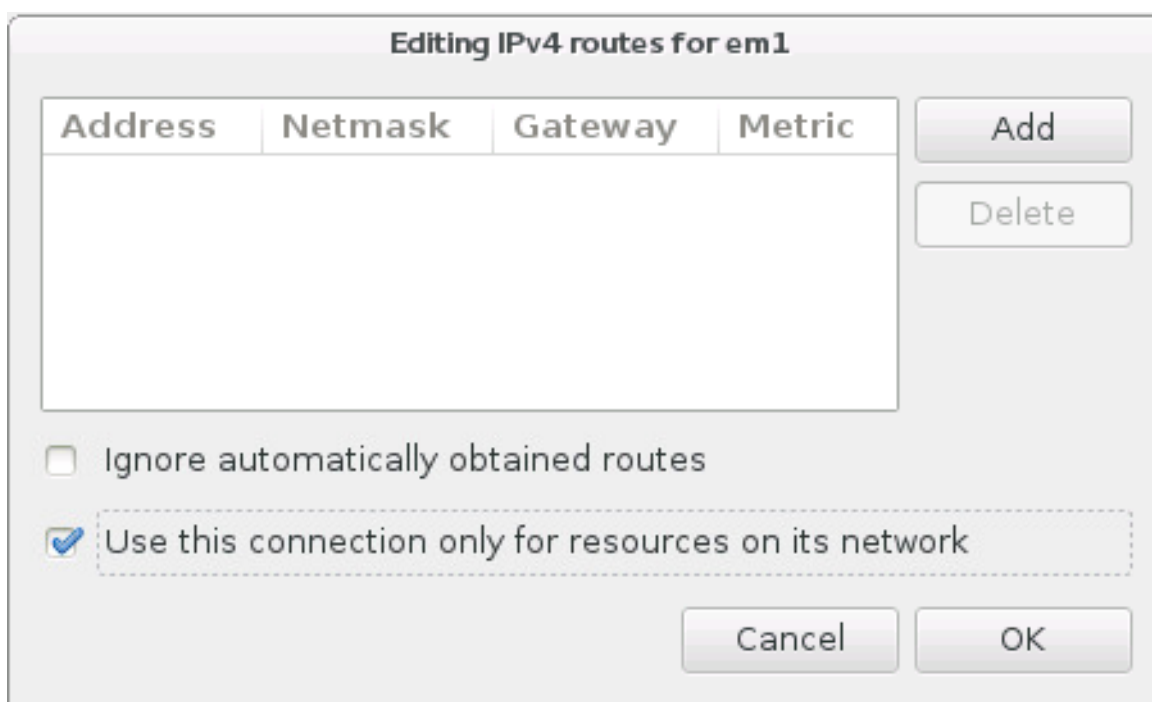 Editing IPv4 routes for em1
Address Netmask Gateway Metric
Add
Delete
Ignore automatically obtained routes
Use this connection only for resources on its network
Cancel OK